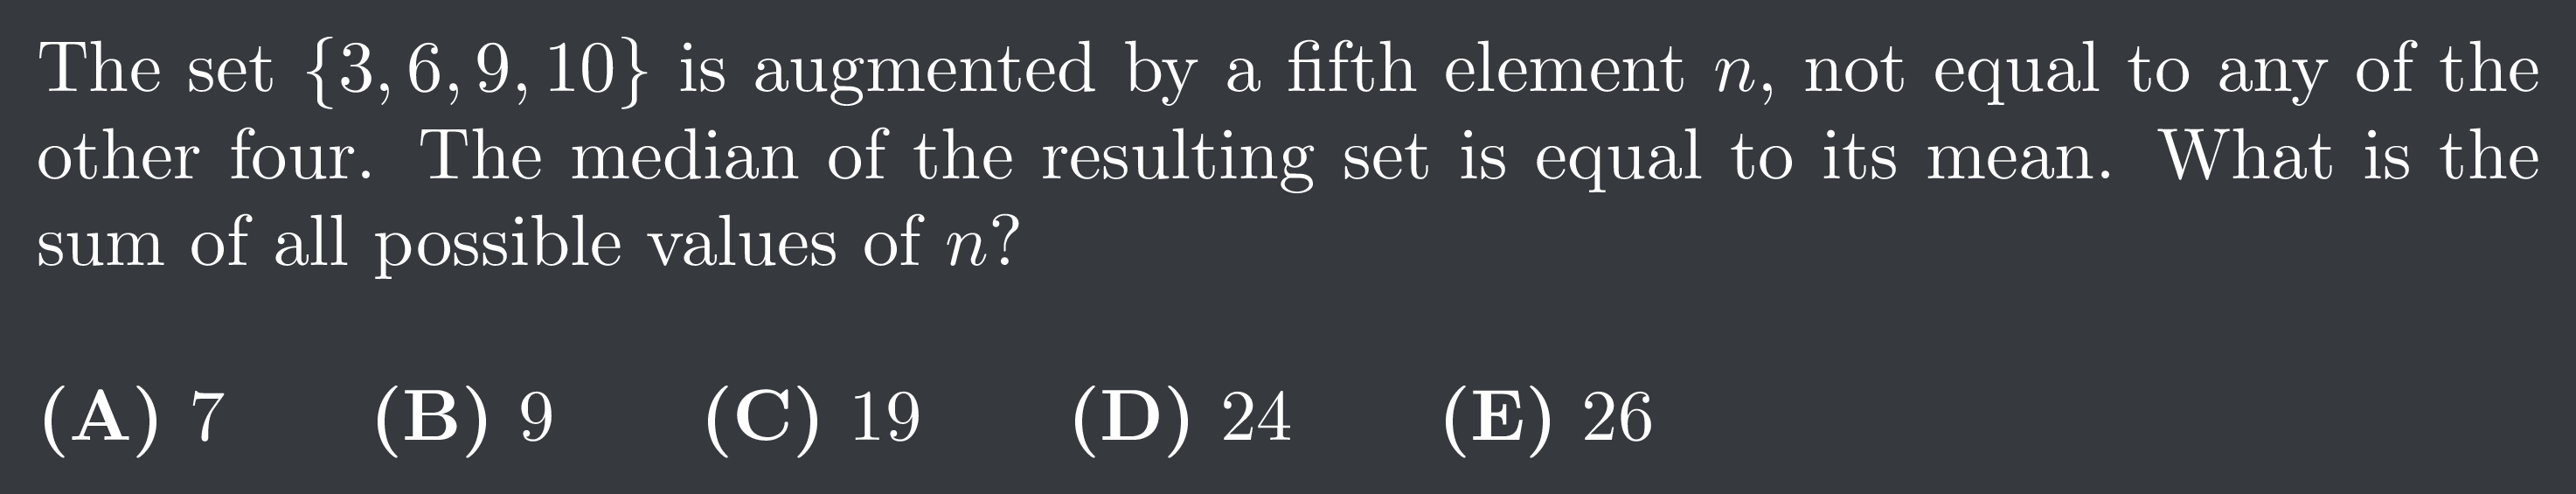 The set {3, 6, 9, 10} is augmented by a fifth element n, not equal to any of the
other four. The median of the resulting set is equal to its mean. What is the
sum of all possible values of n?
(A) 7 (B) 9 (C) 19 (D) 24 (E) 26